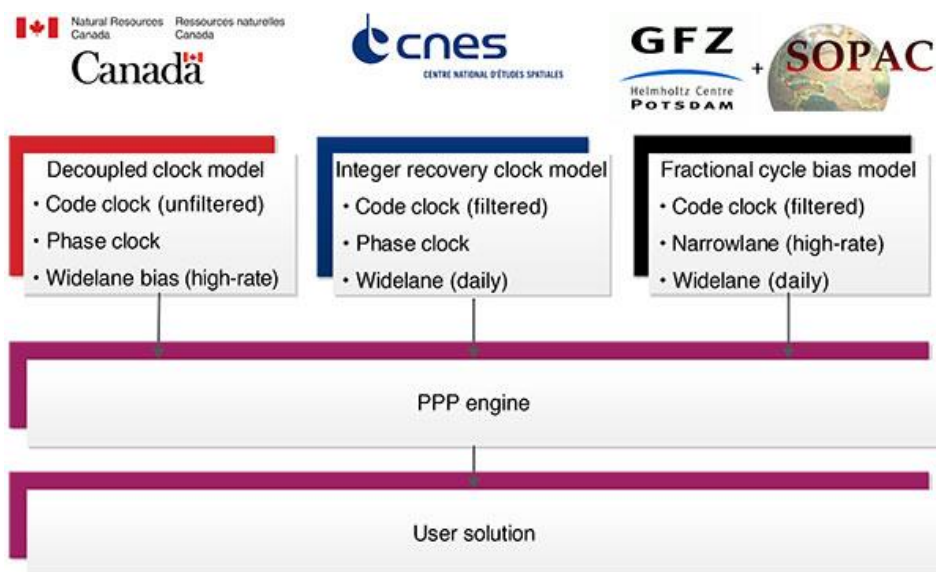 Natural Resources Ressources naturelles
Canada Canada
Canada
cnes
CENTRE NATIONAL D'ÉTUDES SPATIALES
GFZ
Helmholtz Centre
POTSDAM
+
SOPAC
Decoupled clock model
• Code clock (unfiltered)
• Phase clock
• Widelane bias (high-rate)
Integer recovery clock model
• Code clock (filtered)
• Phase clock
• Widelane (daily)
Fractional cycle bias model
• Code clock (filtered)
• Narrowlane (high-rate)
• Widelane (daily)
PPP engine
User solution